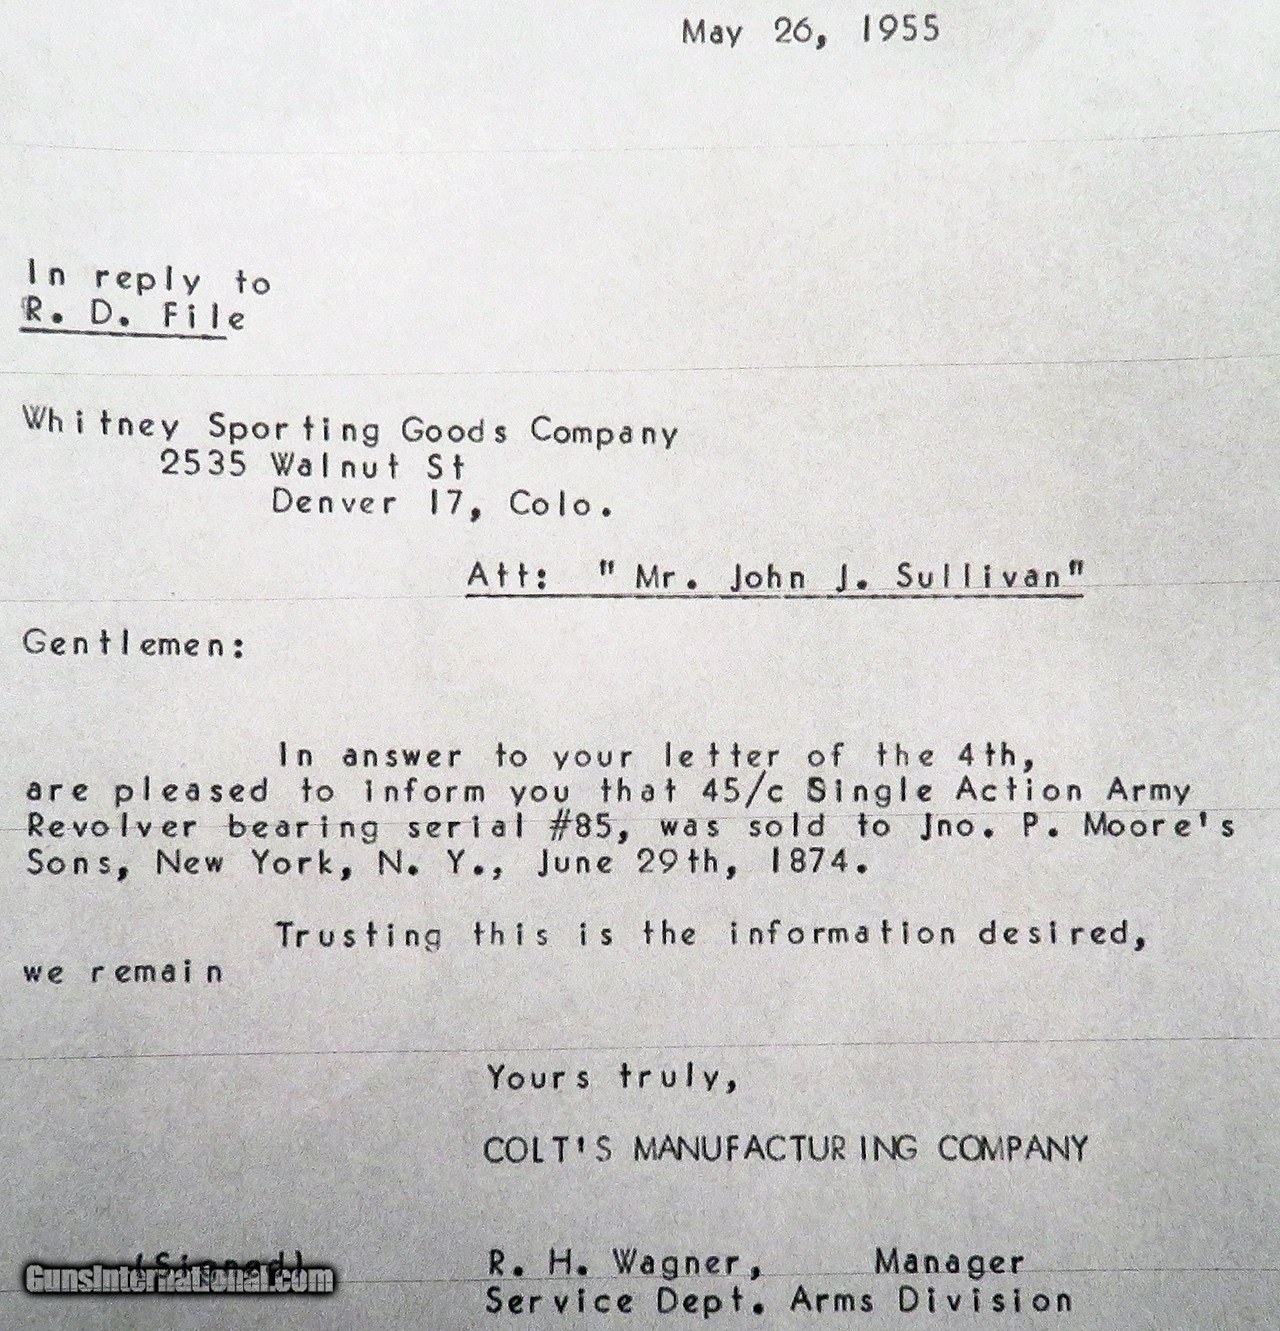 May 26, 1955
In reply to
R. D. File
Whitney Sporting Goods Company
2535 Walnut St
Denver 17, Colo.
Att: "Mr. John J. Sullivan"
Gentlemen:
In answer to your letter of the 4th,
are pleased to inform you that 45/c Single Action Army
Revolver bearing serial #85, was sold to Jno. P. Moore's
Sons, New York, N. Y., June 29th, 1874.
Trusting this is the information desired,
we remain
Yours truly,
COLT'S MANUFACTURING COMPANY
(Signed)
R. H. Wagner, Manager
Service Dept. Arms Division
GunsInternational.com